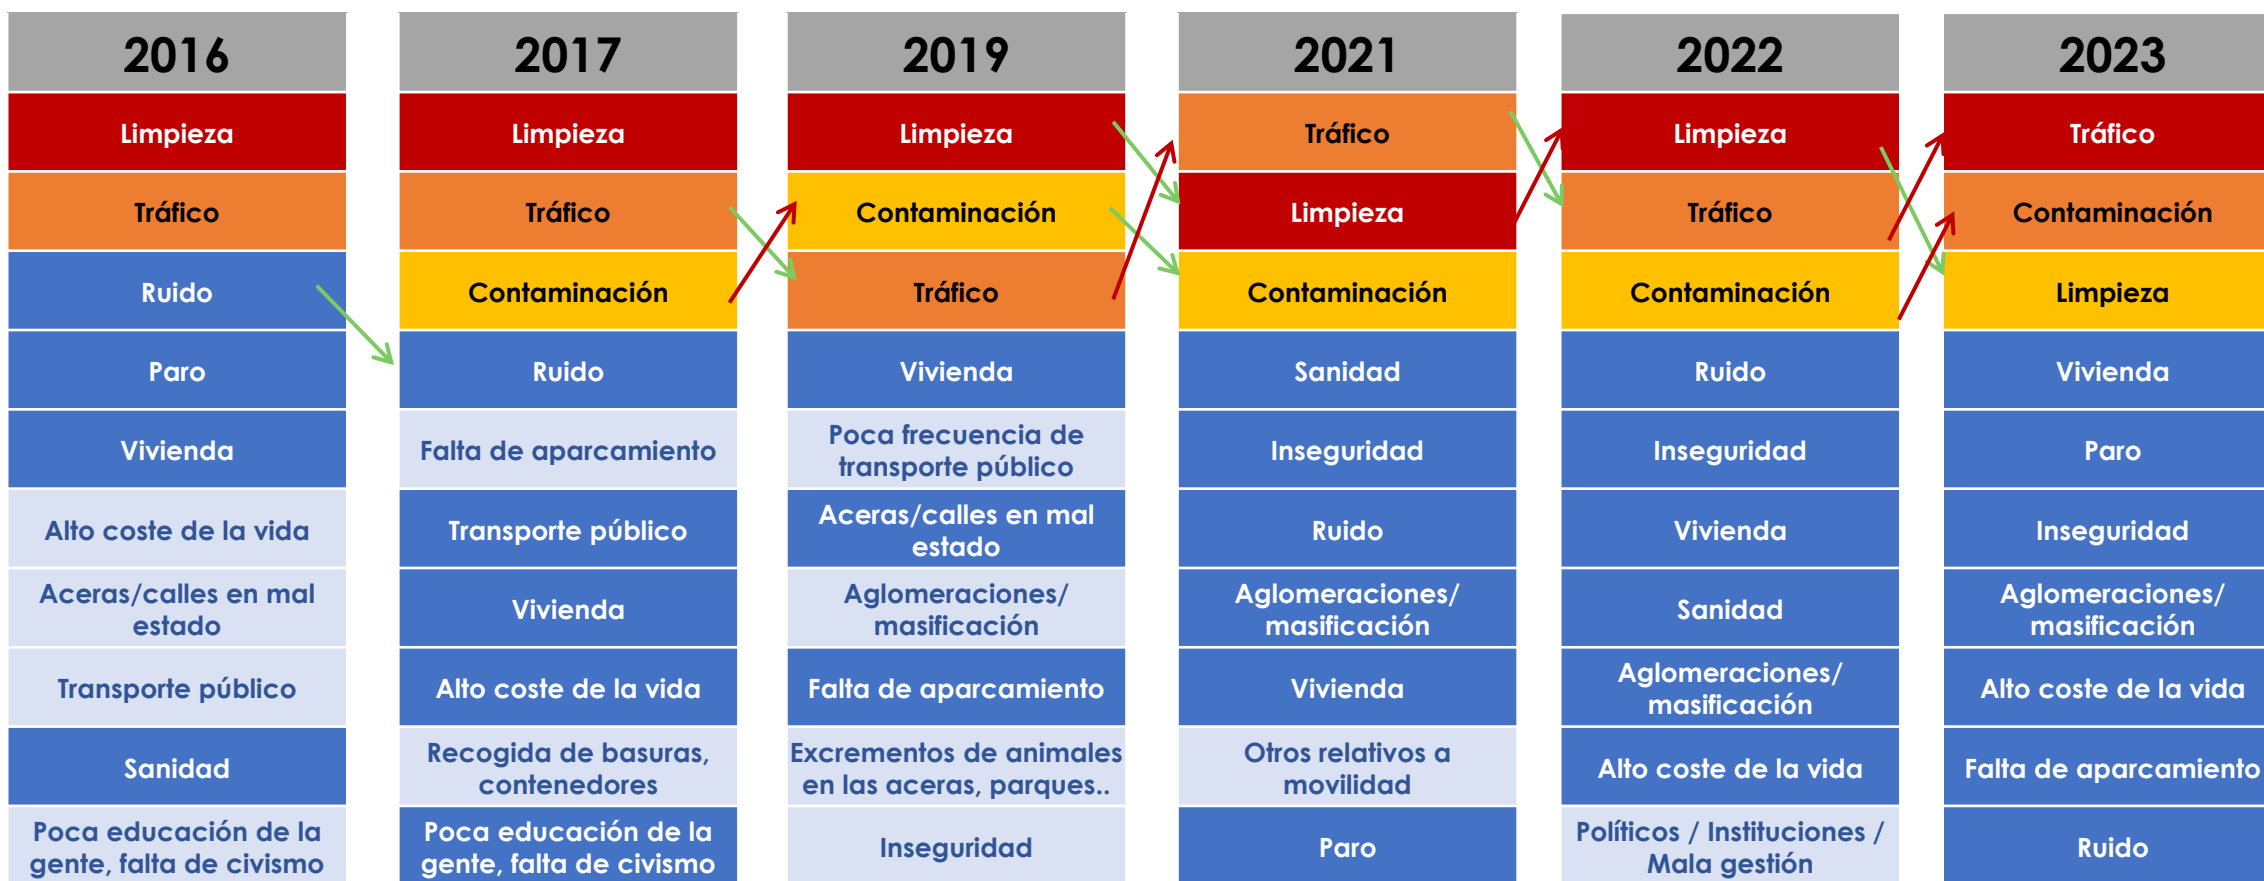 2016
Limpieza
Tráfico
Ruido
Paro
Vivienda
Alto coste de la vida
Aceras/calles en mal
estado
Transporte público
Sanidad
Poca educación de la
gente, falta de civismo
2017
Limpieza
Tráfico
Contaminación
Ruido
Falta de aparcamiento
Transporte público
Vivienda
Alto coste de la vida
Recogida de basuras,
contenedores
Poca educación de la
gente, falta de civismo
2019
Limpieza
Contaminación
Tráfico
Vivienda
Poca frecuencia de
transporte público
Aceras/calles en mal
estado
Aglomeraciones/
masificación
Falta de aparcamiento
Excrementos de animales
en las aceras, parques..
Inseguridad
2021
Tráfico
Limpieza
Contaminación
Sanidad
Inseguridad
Ruido
Aglomeraciones/
masificación
Vivienda
Otros relativos a
movilidad
Paro
2022
Limpieza
Tráfico
Contaminación
Ruido
Inseguridad
Vivienda
Sanidad
Aglomeraciones/
masificación
Alto coste de la vida
Políticos / Instituciones /
Mala gestión
2023
Tráfico
Contaminación
Limpieza
Vivienda
Paro
Inseguridad
Aglomeraciones/
masificación
Alto coste de la vida
Falta de aparcamiento
Ruido